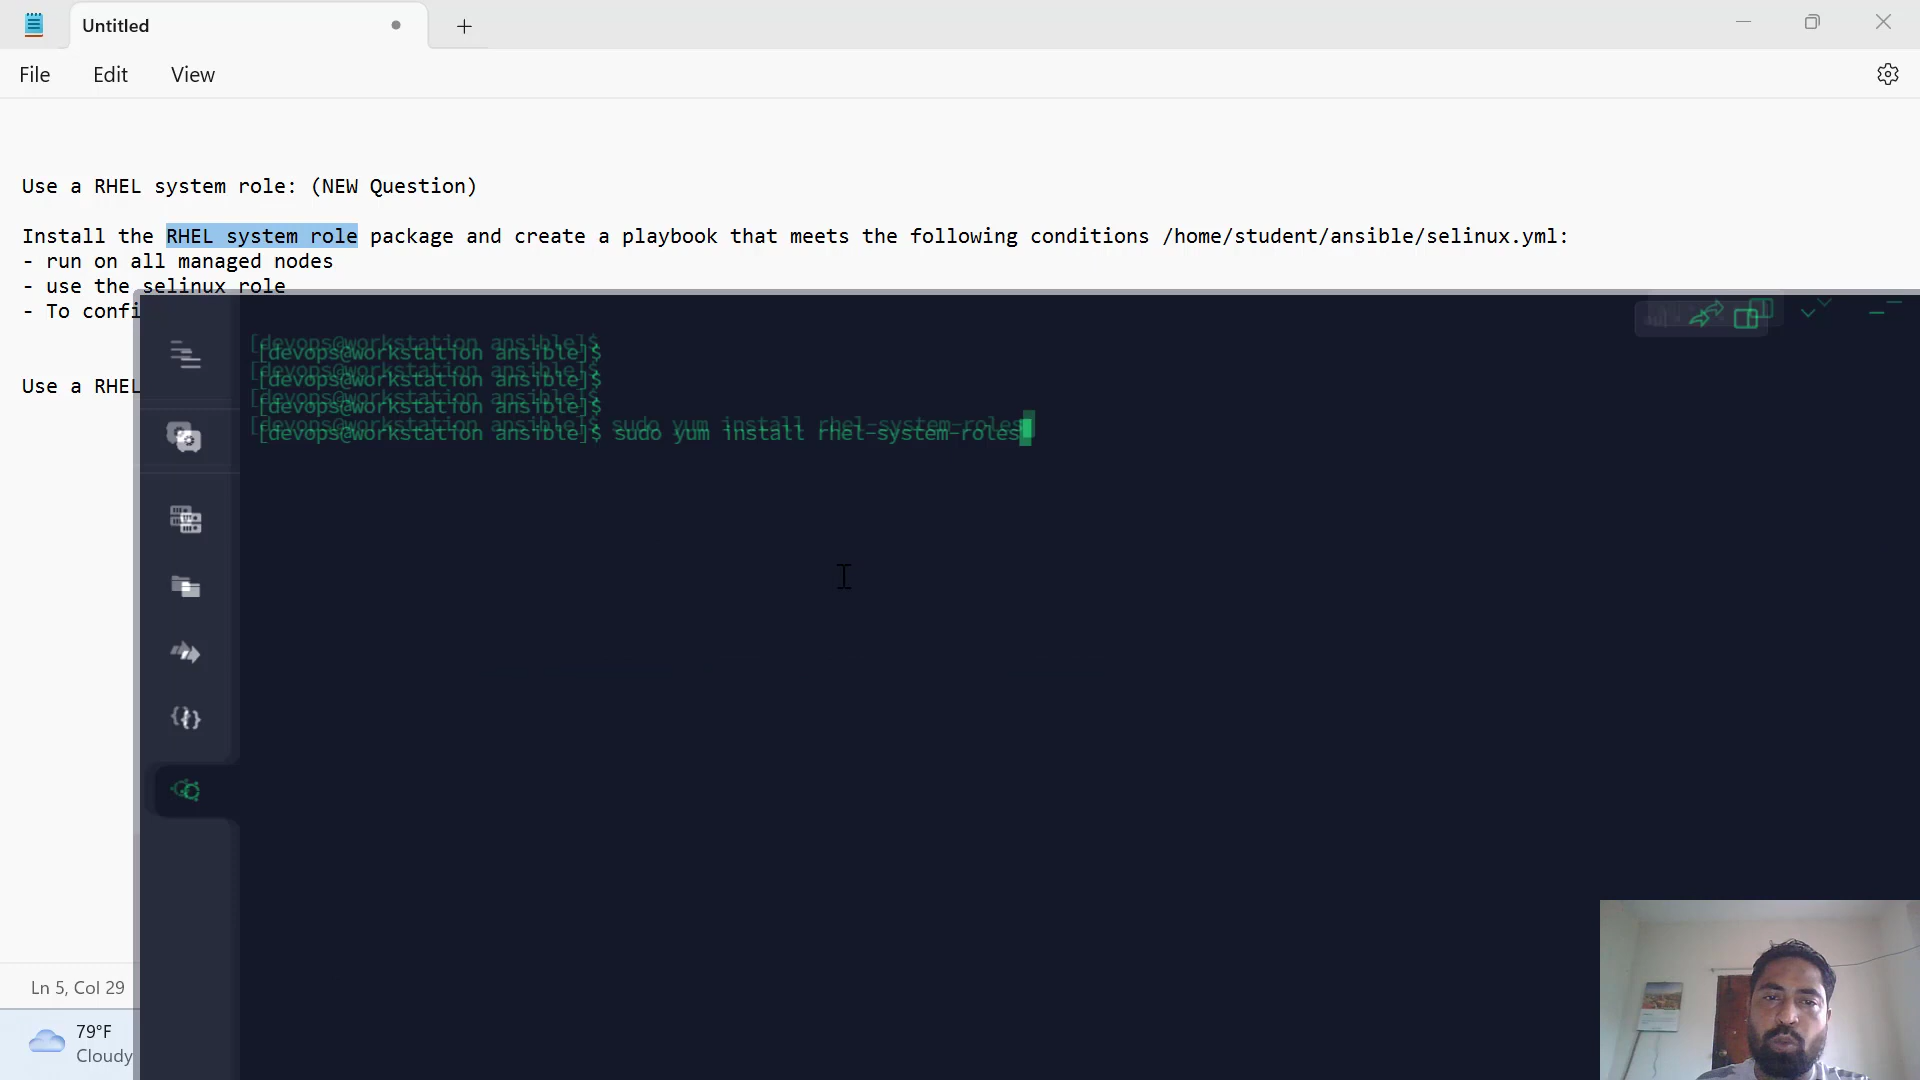 Untitled
File Edit View
Use a RHEL system role: (NEW Question)
Install the RHEL system role package and create a playbook that meets the following conditions /home/student/ansible/selinux.yml:
- run on all managed nodes
- use the selinux role
- To confi
Use a RHEL
[devops@workstation ansible]$
[devops@workstation ansible]$
[devops@workstation ansible]$
[devops@workstation ansible]$ sudo yum install rhel-system-roles
Ln 5, Col 29
79°F
Cloudy